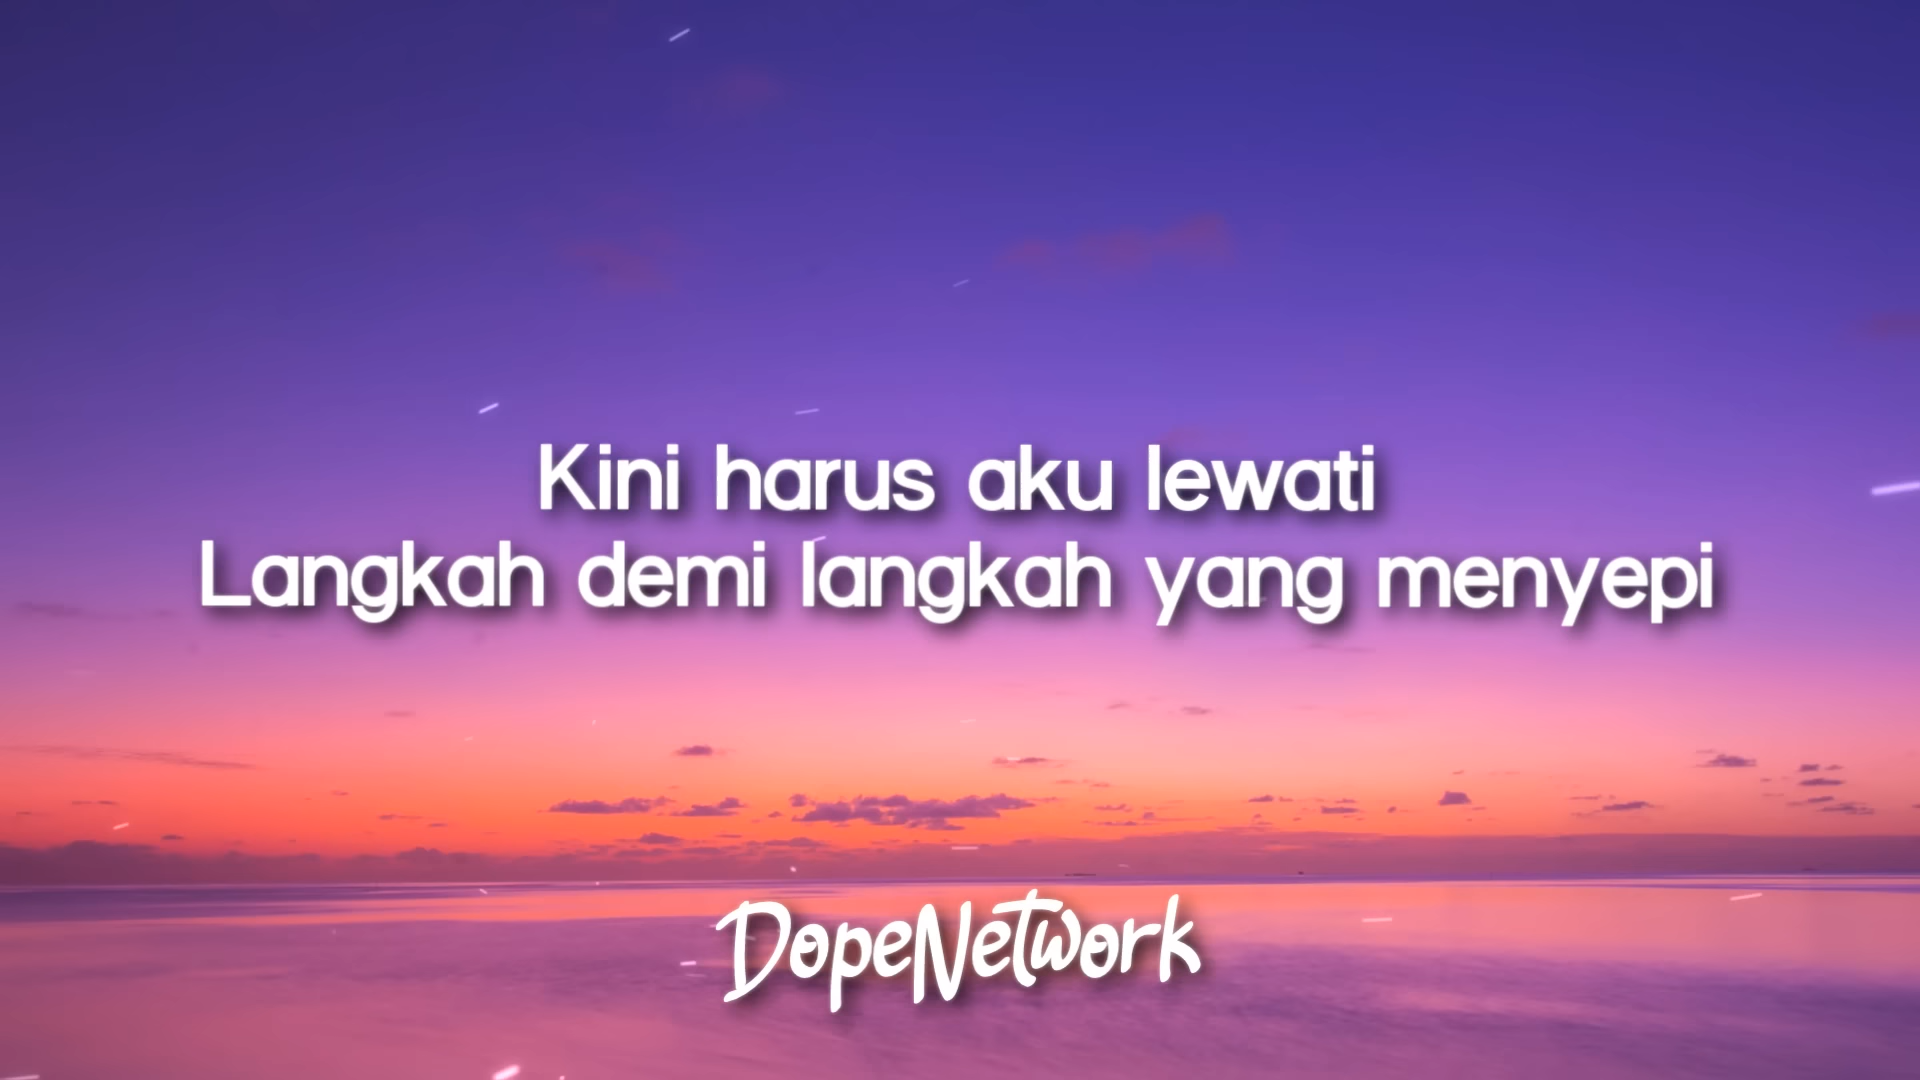 Kini harus aku lewati
Langkah demi langkah yang menyepi
DopeNetwork